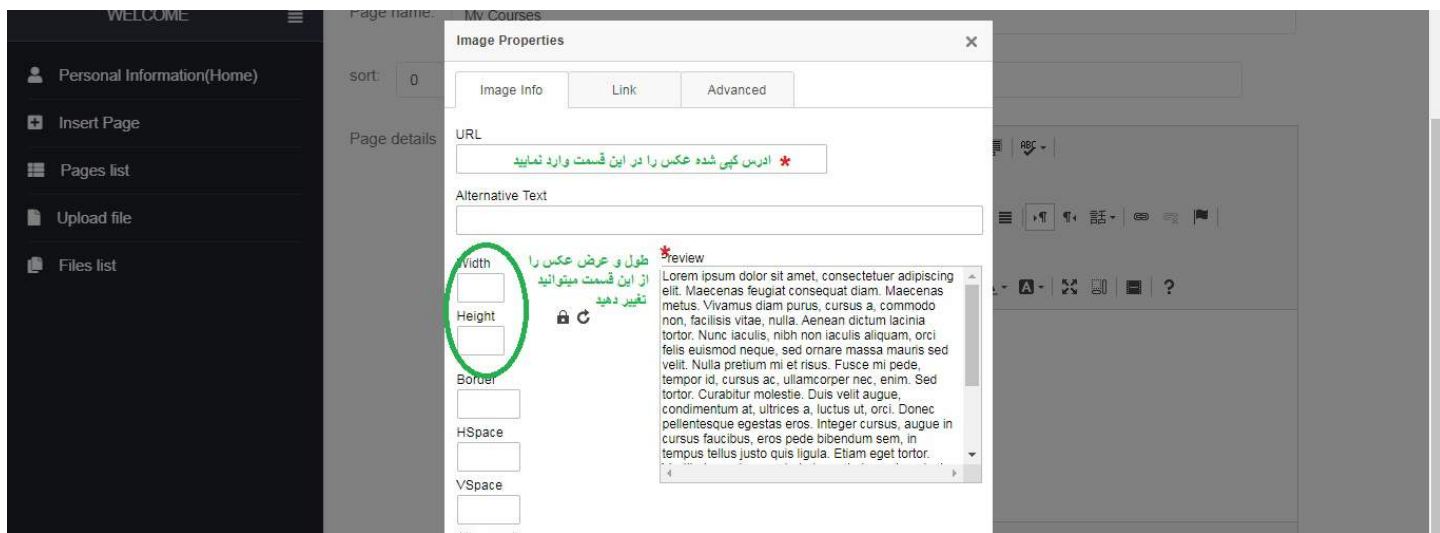 WELCOME
Personal Information(Home)
Insert Page
Pages list
Upload file
Files list
Page name: My Courses
sort: 0
Page details
Image Properties
Image Info Link Advanced
URL
ادرس کپی شده عکس را در این قسمت وارد نمایید *
Alternative Text
Width
Height
طول و عرض عکس را
از این قسمت میتوانید
تغییر دهید
Border
HSpace
VSpace
* Preview
Lorem ipsum dolor sit amet, consectetuer adipiscing
elit. Maecenas feugiat consequat diam. Maecenas
metus. Vivamus diam purus, cursus a, commodo
non, facilisis vitae, nulla. Aenean dictum lacinia
tortor. Nunc iaculis, nibh non iaculis aliquam, orci
felis euismod neque, sed ornare massa mauris sed
velit. Nulla pretium mi et risus. Fusce mi pede,
tempor id, cursus ac, ullamcorper nec, enim. Sed
tortor. Curabitur molestie. Duis velit augue,
condimentum at, ultrices a, luctus ut, orci. Donec
pellentesque egestas eros. Integer cursus, augue in
cursus faucibus, eros pede bibendum sem, in
tempus tellus justo quis ligula. Etiam eget tortor.
ABC
話
A
?